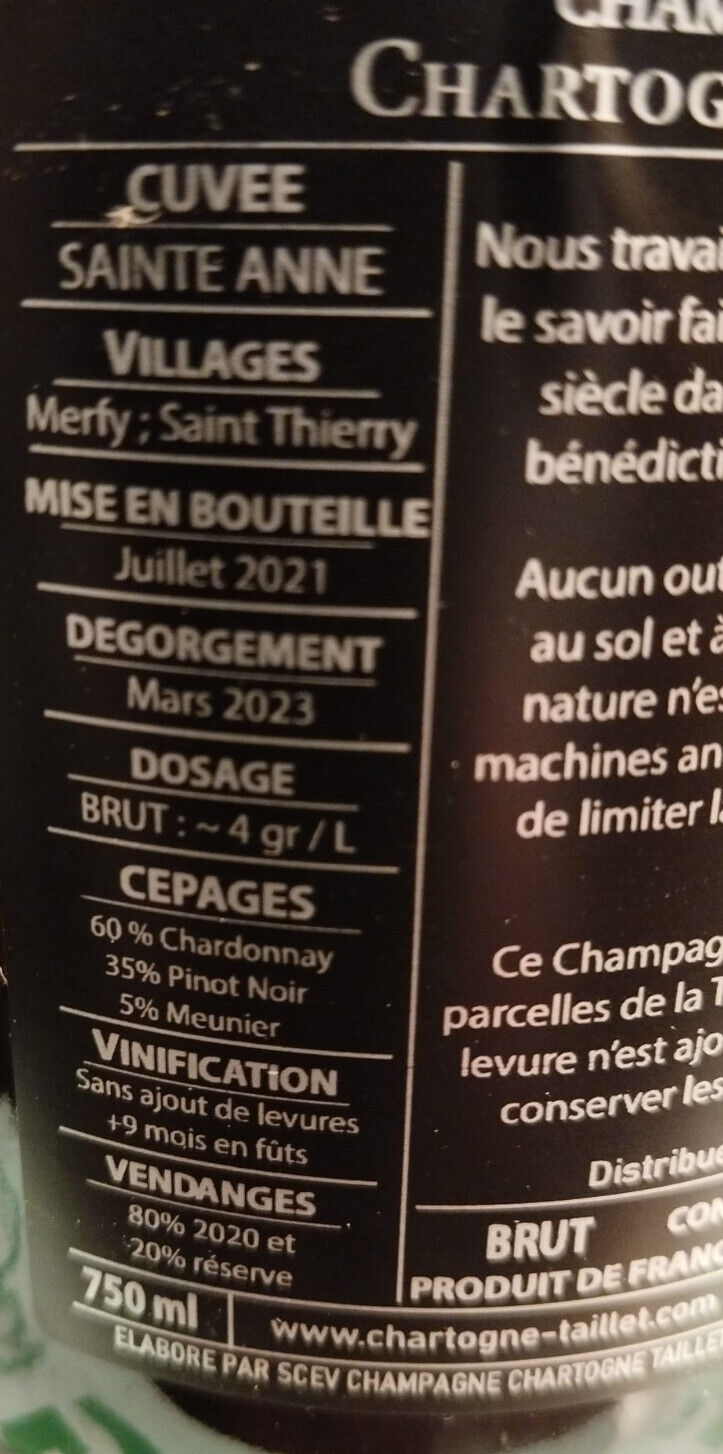 CHARTOG
CUVEE
SAINTE ANNE
VILLAGES
Merfy ; Saint Thierry
MISE EN BOUTEILLE
Juillet 2021
DEGORGEMENT
Mars 2023
DOSAGE
BRUT : ~ 4 gr / L
CEPAGES
60 % Chardonnay
35% Pinot Noir
5% Meunier
VINIFICATION
Sans ajout de levures
+9 mois en fûts
VENDANGES
80% 2020 et
20% réserve
750 ml
Nous travai
le savoir fai
siècle da
bénédicti
Aucun out
au sol et à
nature n'es
machines an
de limiter l
Ce Champag
parcelles de la T
levure n'est ajo
conserver les
Distribué
BRUT
CON
PRODUIT DE FRANC
www.chartogne-taillet.com
ELABORE PAR SCEV CHAMPAGNE CHARTOGNE TAILLE